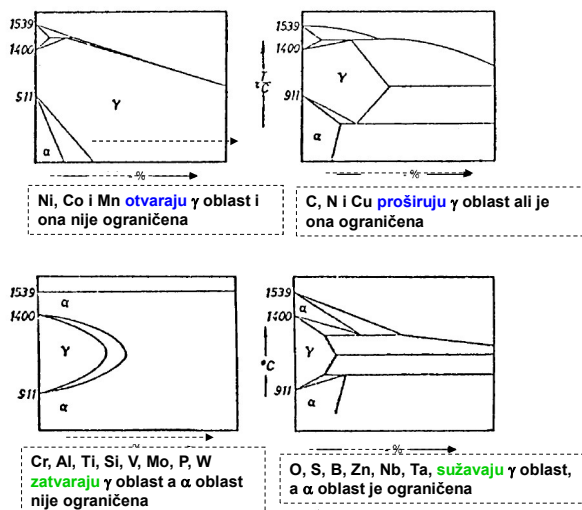 1539
1400
911
γ
α
%
Ni, Co i Mn otvaraju γ oblast i
ona nije ograničena
1539
1400
911
T
°C
γ
α
%
C, N i Cu proširuju γ oblast ali je
ona ograničena
1539
1400
911
α
γ
α
%
Cr, Al, Ti, Si, V, Mo, P, W
zatvaraju γ oblast a α oblast
nije ograničena
1539
1400
911
°C
α
γ
α
%
O, S, B, Zn, Nb, Ta, sužavaju γ oblast,
a α oblast je ograničena